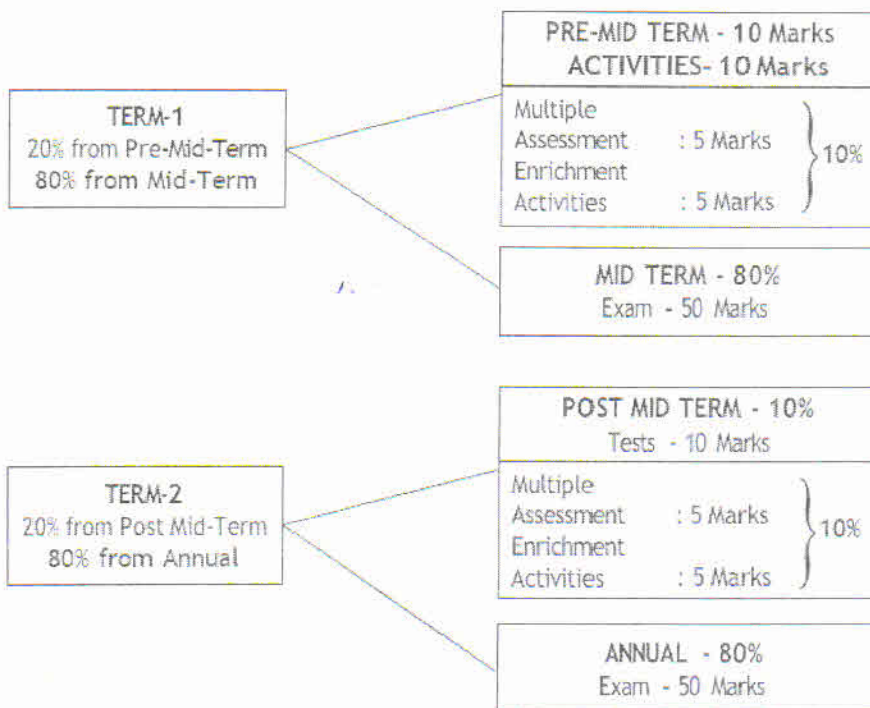 TERM-1
20% from Pre-Mid-Term
80% from Mid-Term
PRE-MID TERM - 10 Marks
ACTIVITIES- 10 Marks
Multiple
Assessment : 5 Marks
Enrichment
Activities : 5 Marks
10%
MID TERM - 80%
Exam - 50 Marks
TERM-2
20% from Post Mid-Term
80% from Annual
POST MID TERM - 10%
Tests - 10 Marks
Multiple
Assessment : 5 Marks
Enrichment
Activities : 5 Marks
10%
ANNUAL - 80%
Exam - 50 Marks